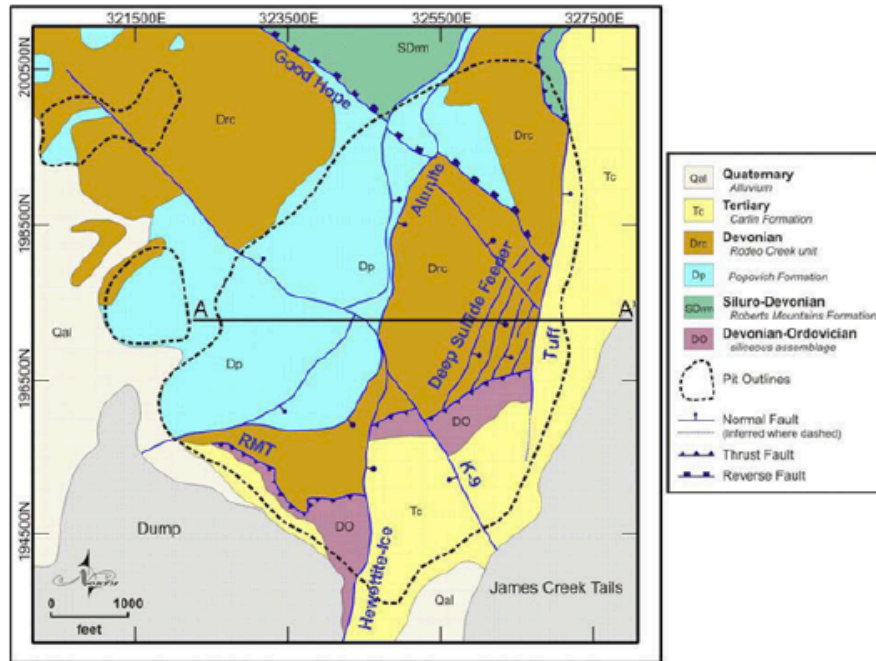 321500E 323500E 325500E 327500E
200500N
198500N
196500N
194500N
SDrm
Good Hope
Drc
Drc
Tc
Alunite
Dp
Drc
Deep Sulfide Feeder
A A'
Qal
Tuff
Dp
DO
RMT
K-9
Tc
DO
Dump
Hewettite-Ice
James Creek Tails
Qal
NORTH
0 1000
feet
Qal Quaternary
Alluvium
Tc Tertiary
Carlin Formation
Drc Devonian
Rodeo Creek unit
Dp Popovich Formation
SDrm Siluro-Devonian
Roberts Mountains Formation
DO Devonian-Ordovician
siliceous assemblage
Pit Outlines
Normal Fault
(Inferred where dashed)
Thrust Fault
Reverse Fault